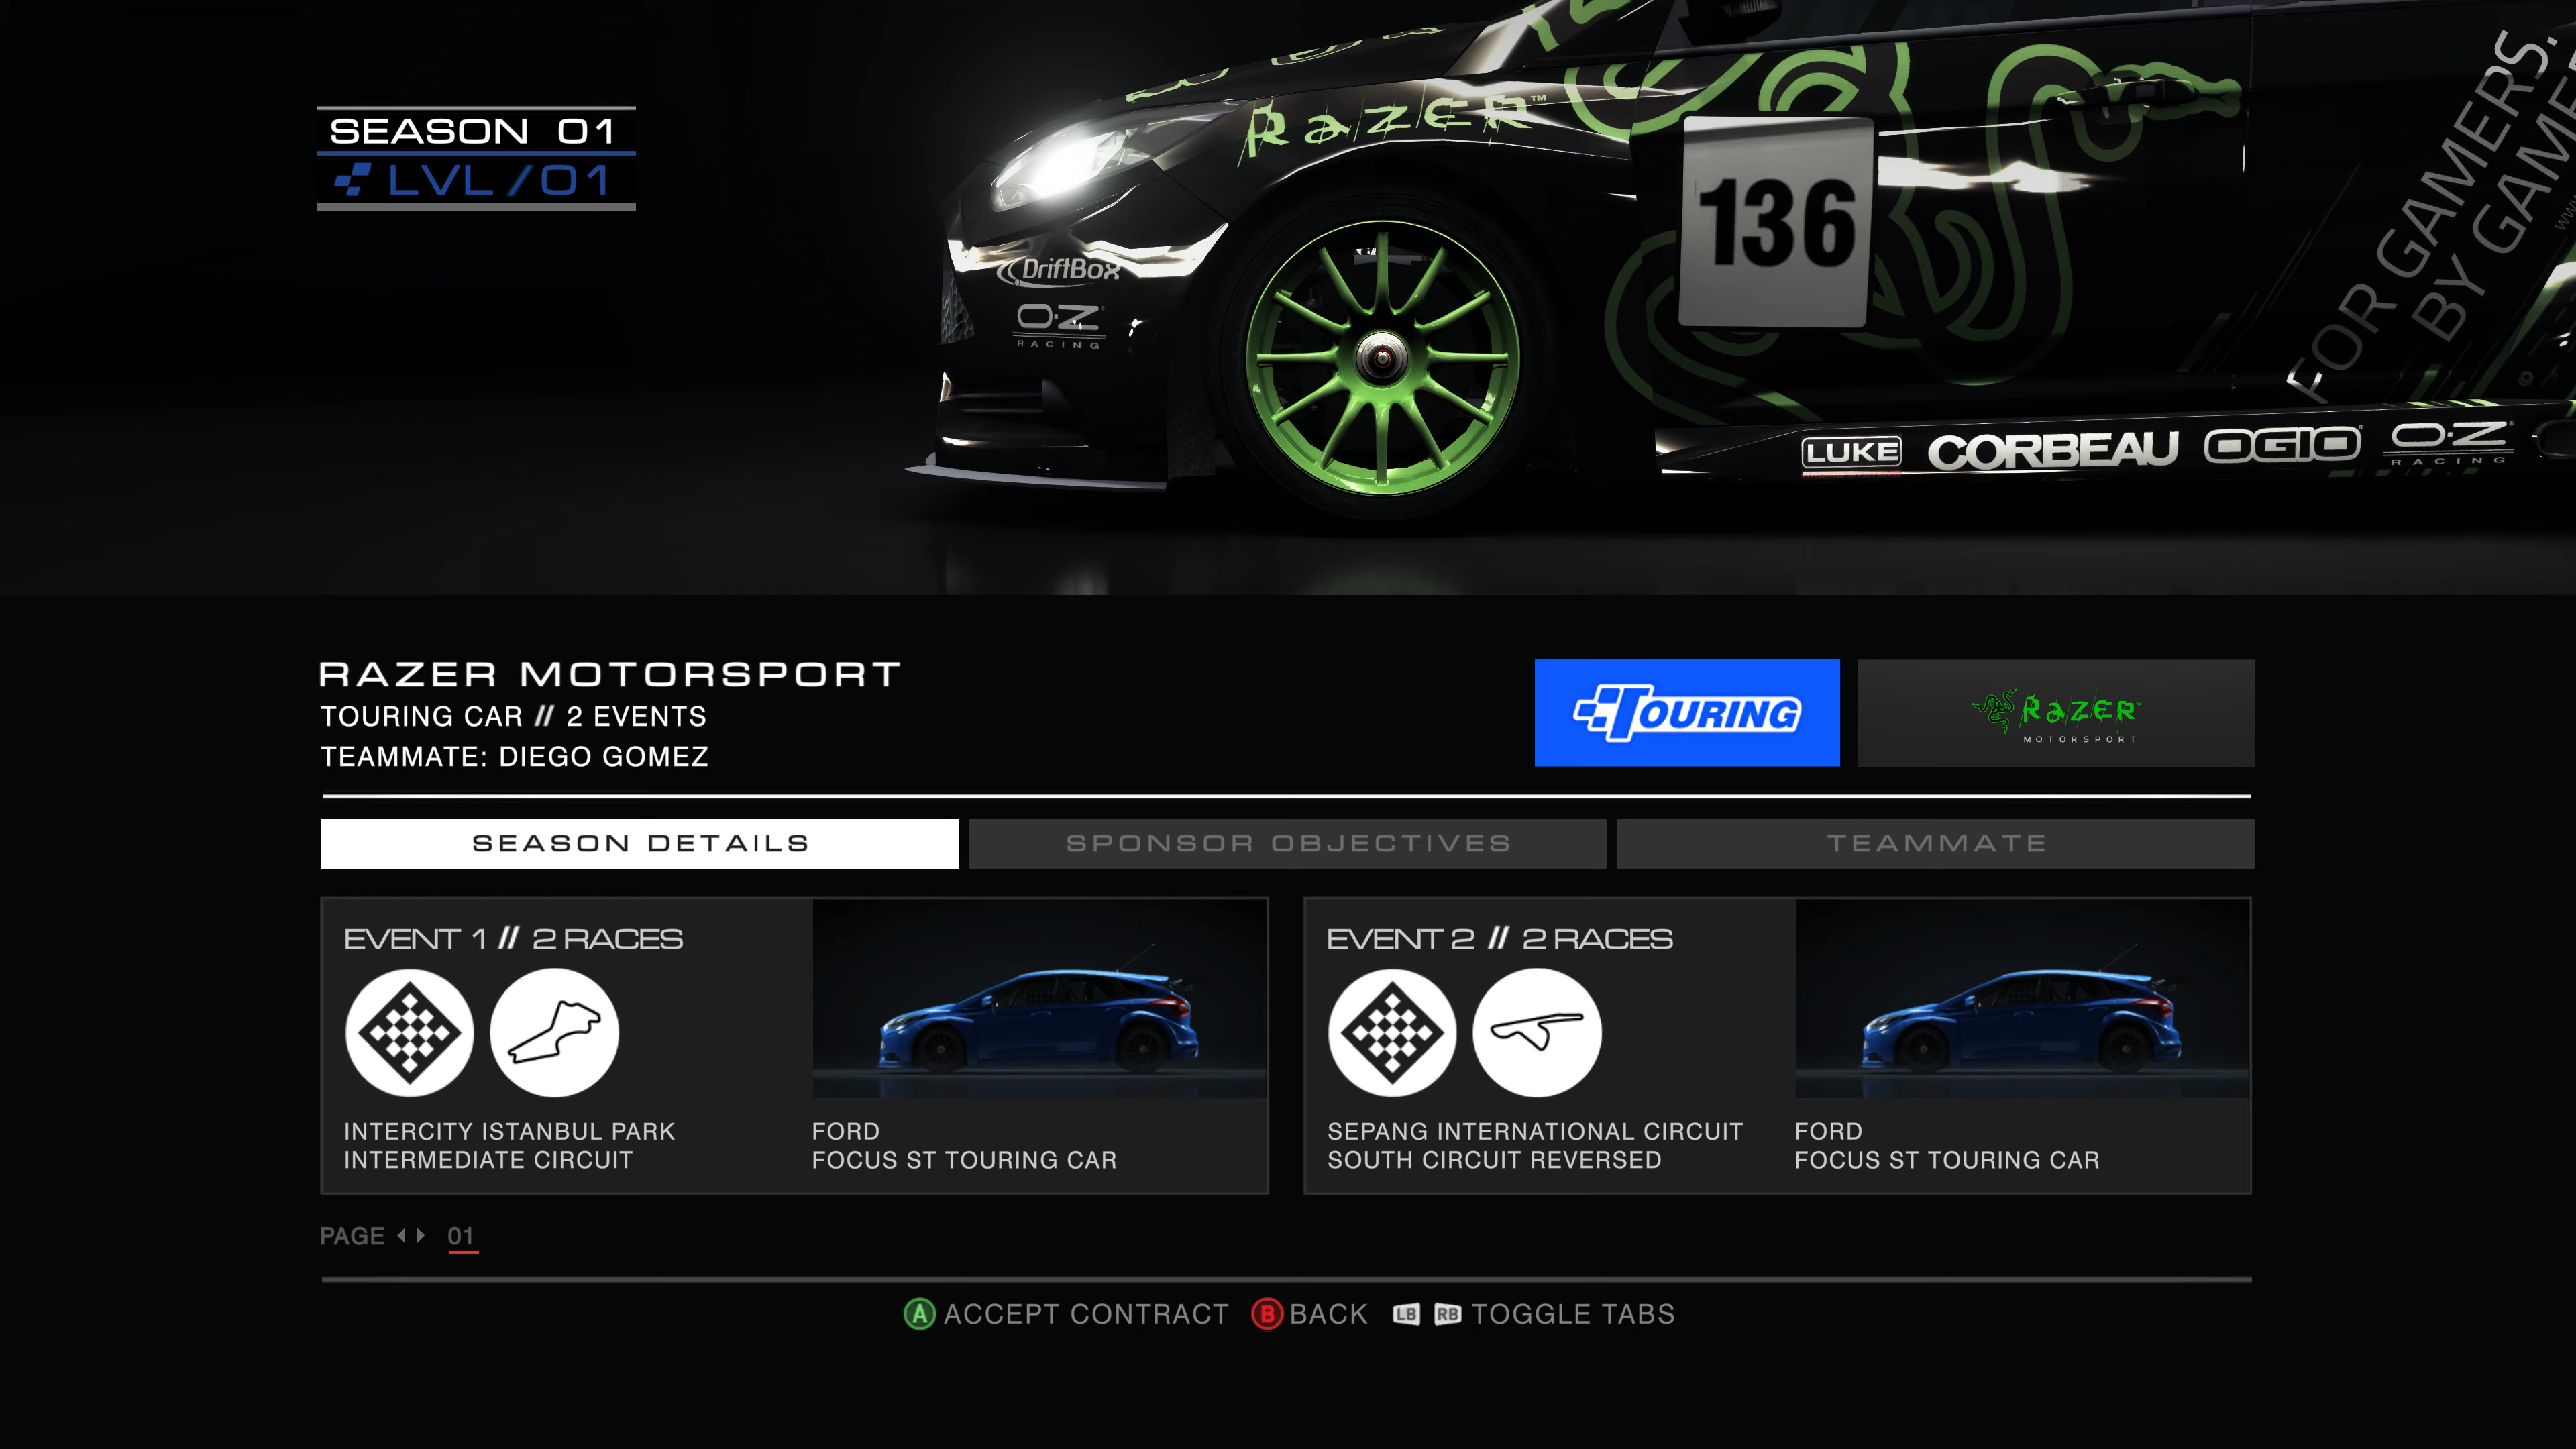 SEASON 01
LVL/01
RAZER™
136
DriftBox
O·Z
RACING
FOR GAMERS.
LUKE
CORBEAU
OGIO
O·Z
RACING
RAZER MOTORSPORT
TOURING CAR // 2 EVENTS
TEAMMATE: DIEGO GOMEZ
TOURING
RAZER™
MOTORSPORT
SEASON DETAILS
SPONSOR OBJECTIVES
TEAMMATE
EVENT 1 // 2 RACES
INTERCITY ISTANBUL PARK
INTERMEDIATE CIRCUIT
FORD
FOCUS ST TOURING CAR
EVENT 2 // 2 RACES
SEPANG INTERNATIONAL CIRCUIT
SOUTH CIRCUIT REVERSED
FORD
FOCUS ST TOURING CAR
PAGE 01
A ACCEPT CONTRACT B BACK LB RB TOGGLE TABS